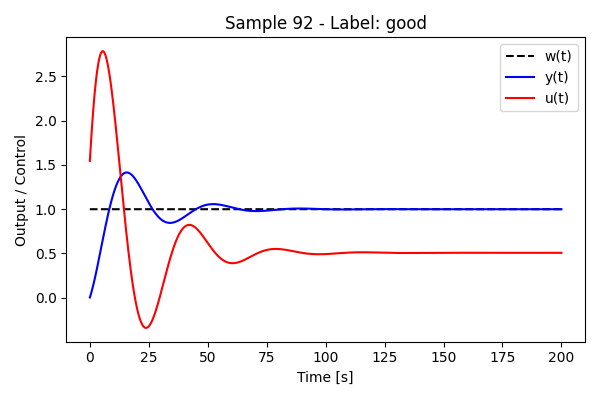 Sample 92 - Label: good
w(t)
y(t)
u(t)
Output / Control
2.5
2.0
1.5
1.0
0.5
0.0
0 25 50 75 100 125 150 175 200
Time [s]